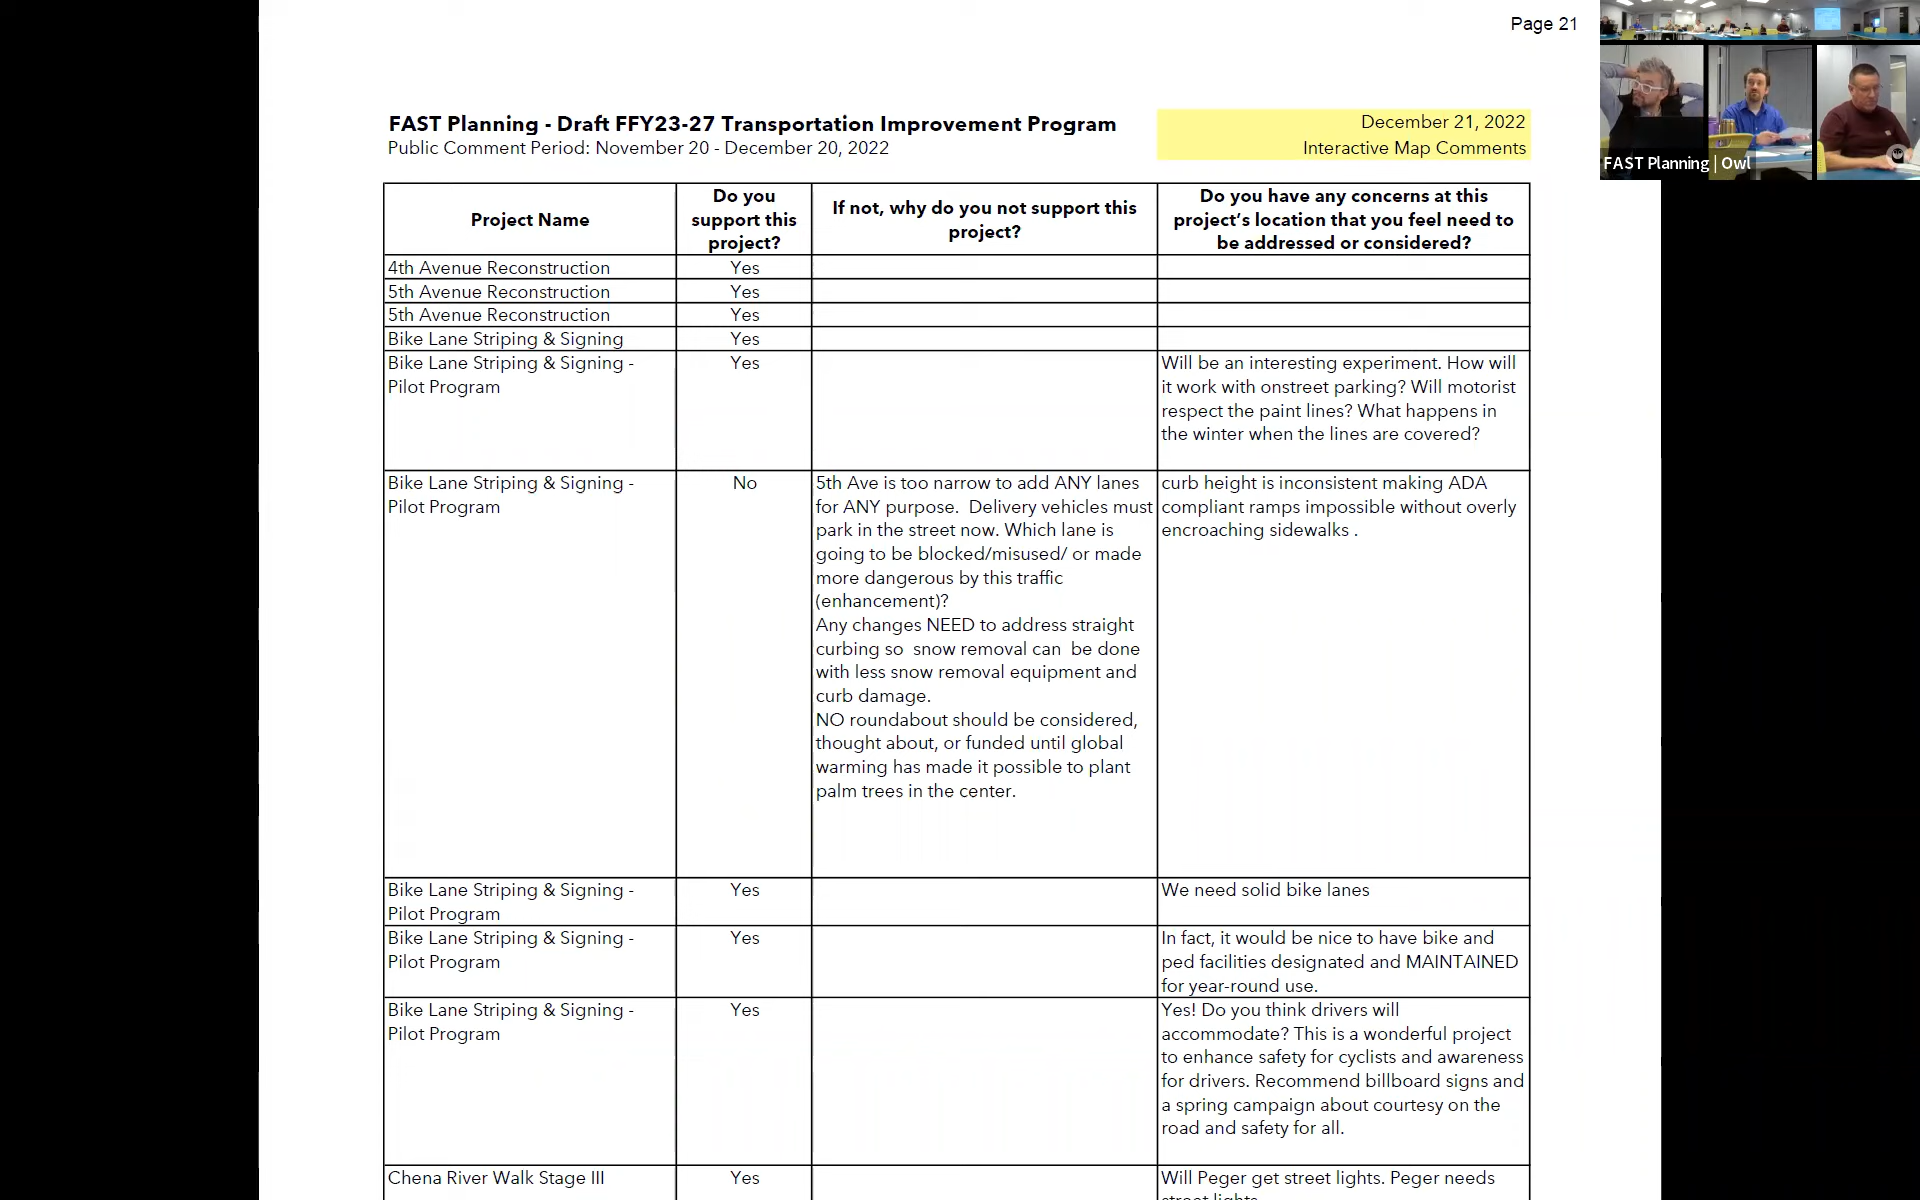 Page 21
FAST Planning - Draft FFY23-27 Transportation Improvement Program
Public Comment Period: November 20 - December 20, 2022
December 21, 2022
Interactive Map Comments
Project Name
Do you
support this
project?
If not, why do you not support this
project?
Do you have any concerns at this
project's location that you feel need to
be addressed or considered?
4th Avenue Reconstruction
Yes
5th Avenue Reconstruction
Yes
5th Avenue Reconstruction
Yes
Bike Lane Striping & Signing
Yes
Bike Lane Striping & Signing -
Pilot Program
Yes
Will be an interesting experiment. How will
it work with onstreet parking? Will motorist
respect the paint lines? What happens in
the winter when the lines are covered?
Bike Lane Striping & Signing -
Pilot Program
No
5th Ave is too narrow to add ANY lanes
for ANY purpose.  Delivery vehicles must
park in the street now. Which lane is
going to be blocked/misused/ or made
more dangerous by this traffic
(enhancement)?
Any changes NEED to address straight
curbing so  snow removal can  be done
with less snow removal equipment and
curb damage.
NO roundabout should be considered,
thought about, or funded until global
warming has made it possible to plant
palm trees in the center.
curb height is inconsistent making ADA
compliant ramps impossible without overly
encroaching sidewalks .
Bike Lane Striping & Signing -
Pilot Program
Yes
We need solid bike lanes
Bike Lane Striping & Signing -
Pilot Program
Yes
In fact, it would be nice to have bike and
ped facilities designated and MAINTAINED
for year-round use.
Bike Lane Striping & Signing -
Pilot Program
Yes
Yes! Do you think drivers will
accommodate? This is a wonderful project
to enhance safety for cyclists and awareness
for drivers. Recommend billboard signs and
a spring campaign about courtesy on the
road and safety for all.
Chena River Walk Stage III
Yes
Will Peger get street lights. Peger needs
street lights
FAST Planning | Owl